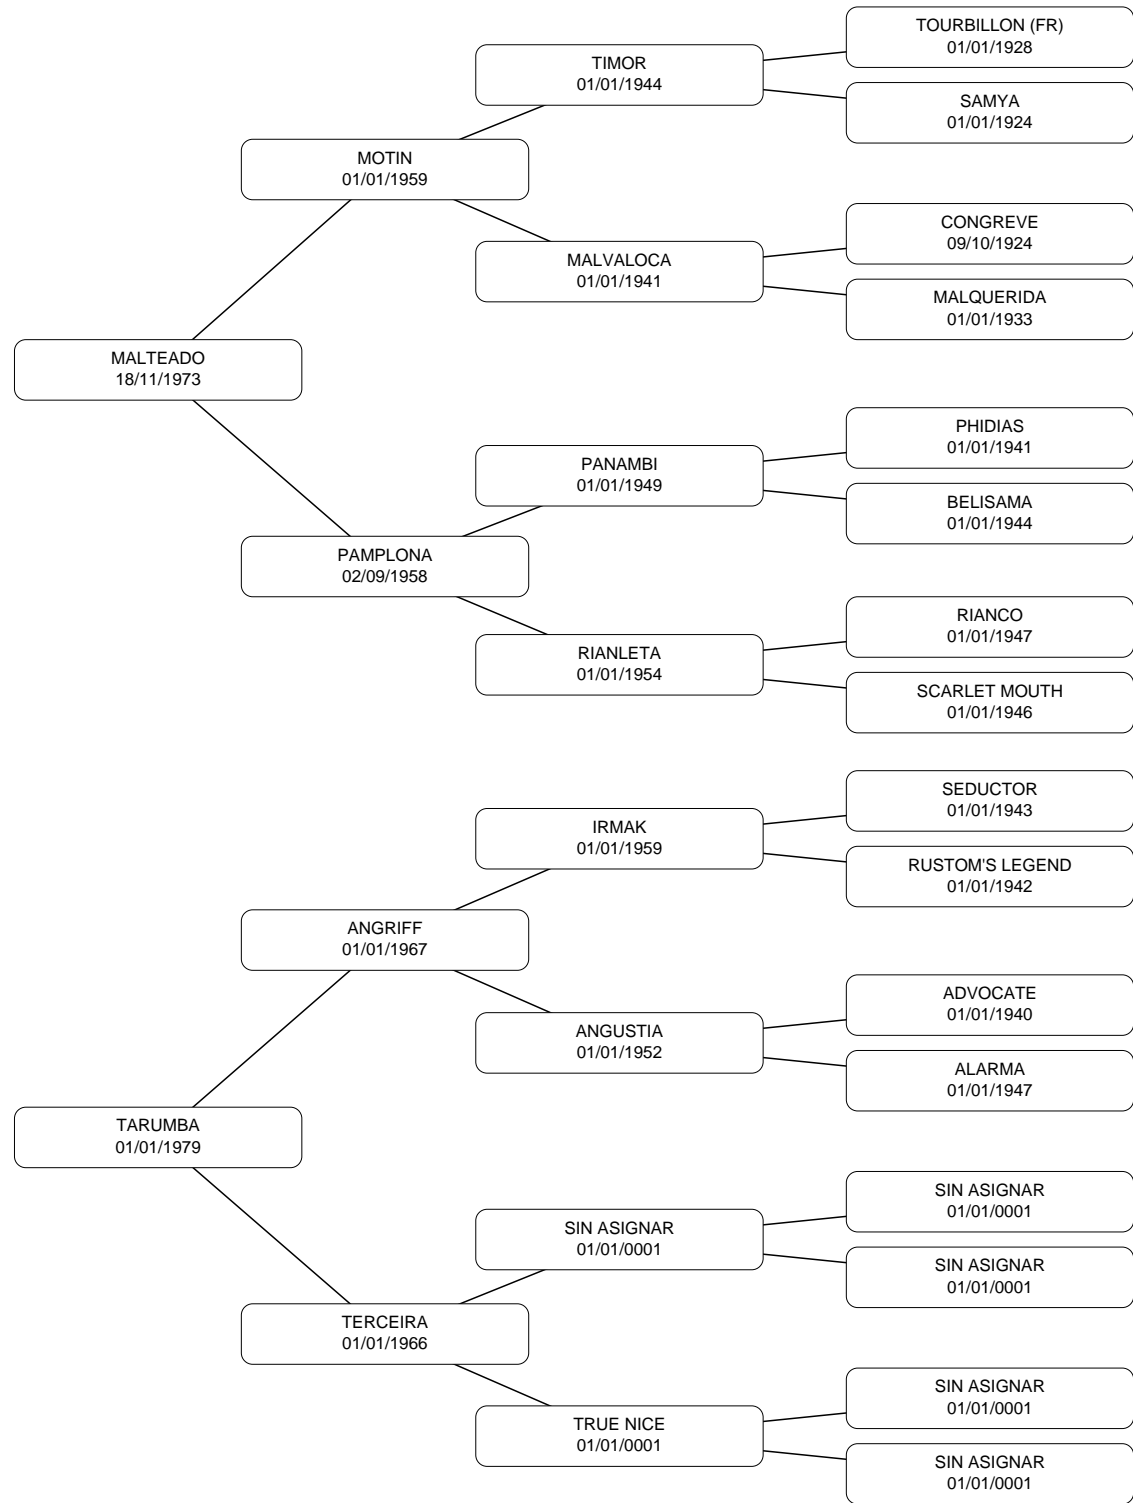 TOURBILLON (FR)
01/01/1928
TIMOR
01/01/1944
SAMYA
01/01/1924
MOTIN
01/01/1959
CONGREVE
09/10/1924
MALVALOCA
01/01/1941
MALQUERIDA
01/01/1933
MALTEADO
18/11/1973
PHIDIAS
01/01/1941
PANAMBI
01/01/1949
BELISAMA
01/01/1944
PAMPLONA
02/09/1958
RIANCO
01/01/1947
RIANLETA
01/01/1954
SCARLET MOUTH
01/01/1946
SEDUCTOR
01/01/1943
IRMAK
01/01/1959
RUSTOM'S LEGEND
01/01/1942
ANGRIFF
01/01/1967
ADVOCATE
01/01/1940
ANGUSTIA
01/01/1952
ALARMA
01/01/1947
TARUMBA
01/01/1979
SIN ASIGNAR
01/01/0001
SIN ASIGNAR
01/01/0001
SIN ASIGNAR
01/01/0001
TERCEIRA
01/01/1966
SIN ASIGNAR
01/01/0001
TRUE NICE
01/01/0001
SIN ASIGNAR
01/01/0001